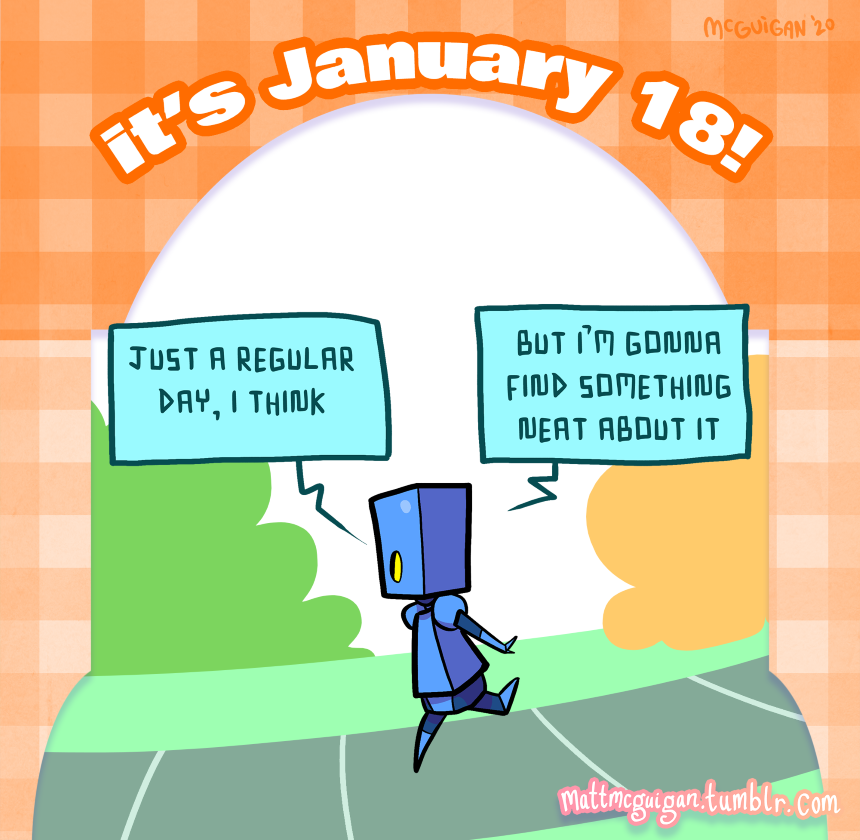 McGUiGAN '20
it's January 18!
JUST A REGULAR
DAY, I THINK
BUT I'M GONNA
FIND SOMETHING
NEAT ABOUT IT
mattmcguigan.tumblr.com